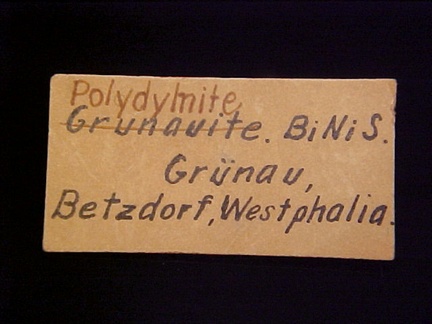 Polydymite
Grunauite. BiNiS.
Grünau,
Betzdorf, Westphalia.